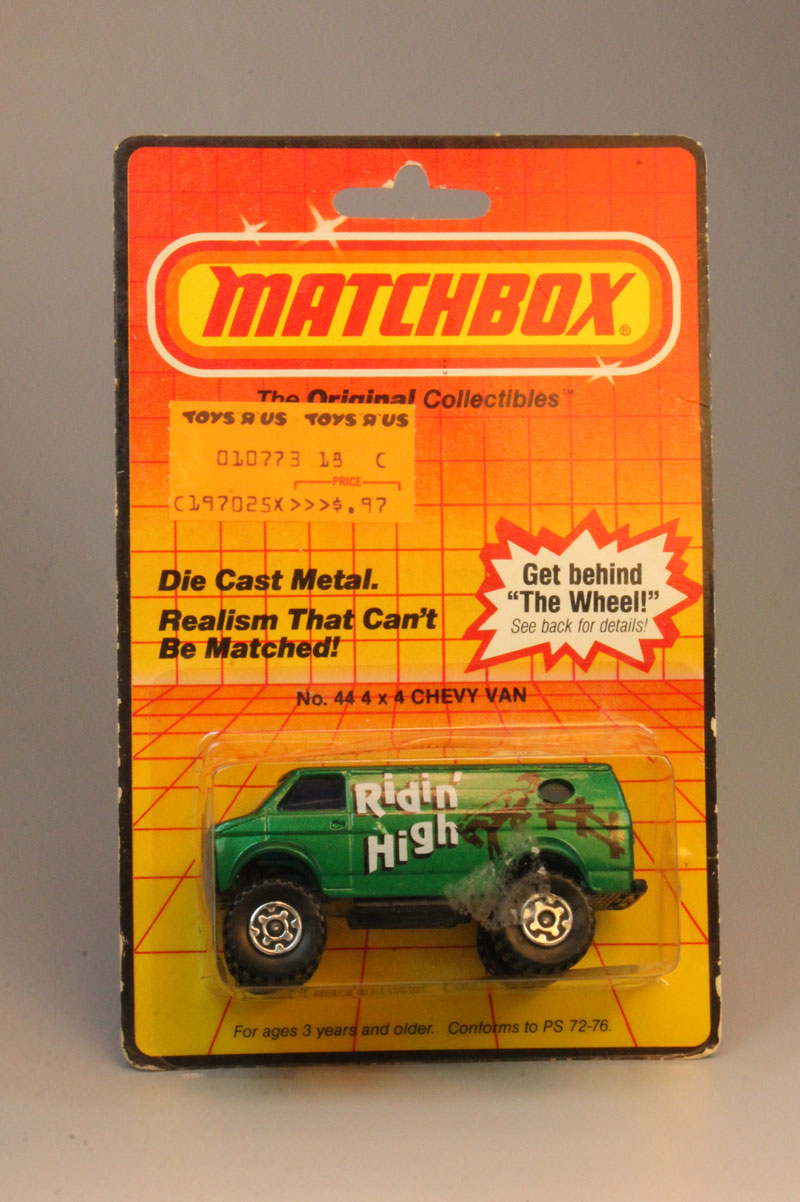 MATCHBOX®
The Original Collectibles™
TOYS "R" US TOYS "R" US
010773 18 C
PRICE
C197025X>>>$.97
Die Cast Metal.
Realism That Can't
Be Matched!
Get behind
“The Wheel!”
See back for details!
No. 44 4 x 4 CHEVY VAN
Ridin'
High
For ages 3 years and older. Conforms to PS 72-76.